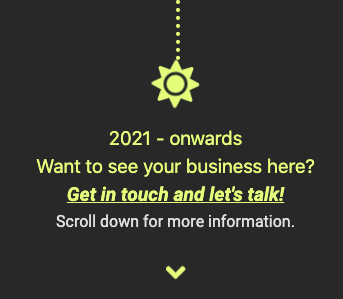 2021 - onwards
Want to see your business here?
Get in touch and let's talk!
Scroll down for more information.